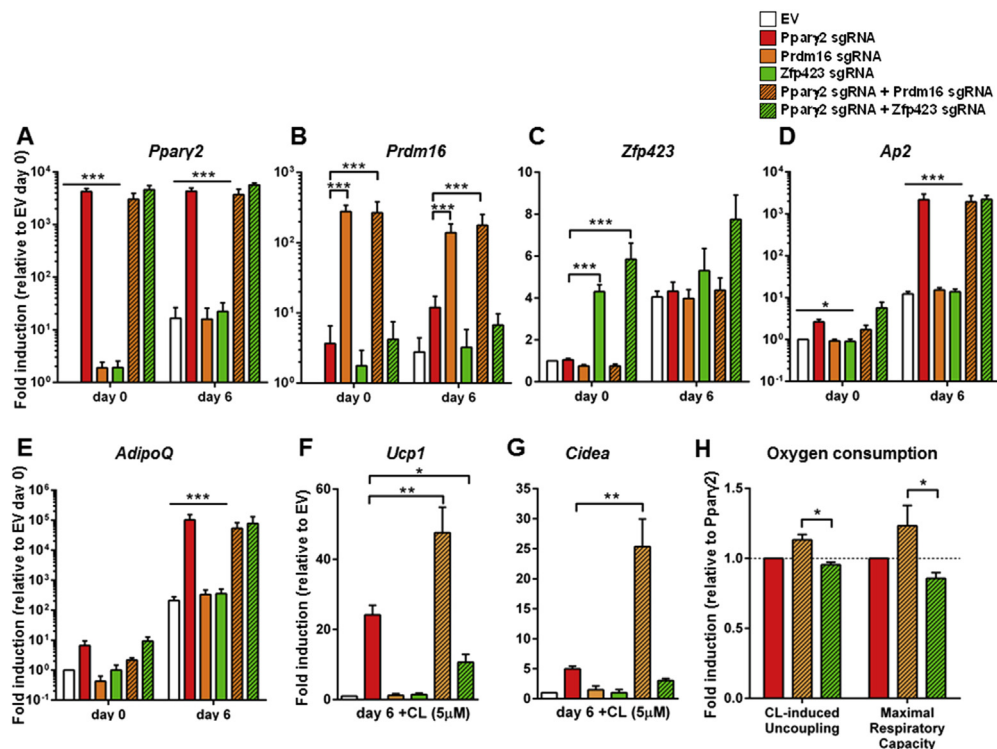 EV
Pparγ2 sgRNA
Prdm16 sgRNA
Zfp423 sgRNA
Pparγ2 sgRNA + Prdm16 sgRNA
Pparγ2 sgRNA + Zfp423 sgRNA
A
Pparγ2
Fold induction (relative to EV day 0)
10⁴
10³
10²
10¹
10⁰
***
***
day 0
day 6
B
Prdm16
10³
10²
10¹
10⁰
***
***
***
***
day 0
day 6
C
Zfp423
10
8
6
4
2
0
***
***
day 0
day 6
D
Ap2
10⁴
10³
10²
10¹
10⁰
10⁻¹
*
***
day 0
day 6
E
AdipoQ
Fold induction (relative to EV day 0)
10⁶
10⁵
10⁴
10³
10²
10¹
10⁰
10⁻¹
***
day 0
day 6
F
Ucp1
Fold induction (relative to EV)
60
40
20
0
*
**
day 6 +CL (5μM)
G
Cidea
35
30
25
20
15
10
5
0
**
day 6 +CL (5μM)
H
Oxygen consumption
Fold induction (relative to Pparγ2)
1.5
1.0
0.5
0.0
*
*
CL-induced
Uncoupling
Maximal
Respiratory
Capacity